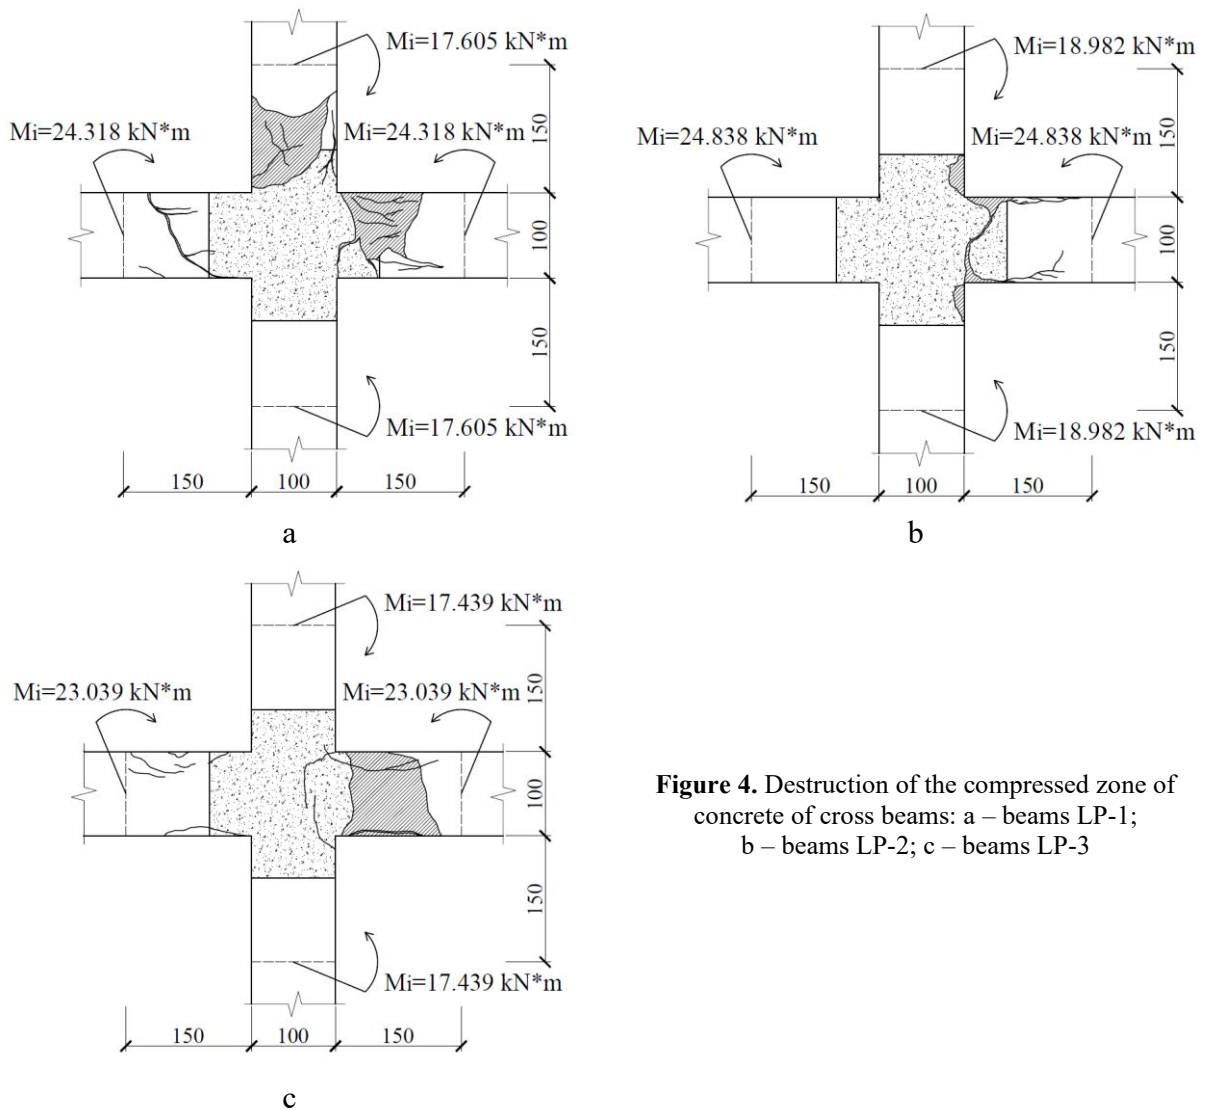 Mi=17.605 kN*m
Mi=24.318 kN*m
Mi=24.318 kN*m
150
100
150
Mi=17.605 kN*m
150
100
150
a
Mi=18.982 kN*m
Mi=24.838 kN*m
Mi=24.838 kN*m
150
100
150
Mi=18.982 kN*m
150
100
150
b
Mi=17.439 kN*m
Mi=23.039 kN*m
Mi=23.039 kN*m
150
100
150
Mi=17.439 kN*m
150
100
150
c
Figure 4. Destruction of the compressed zone of
concrete of cross beams: a – beams LP-1;
b – beams LP-2; c – beams LP-3